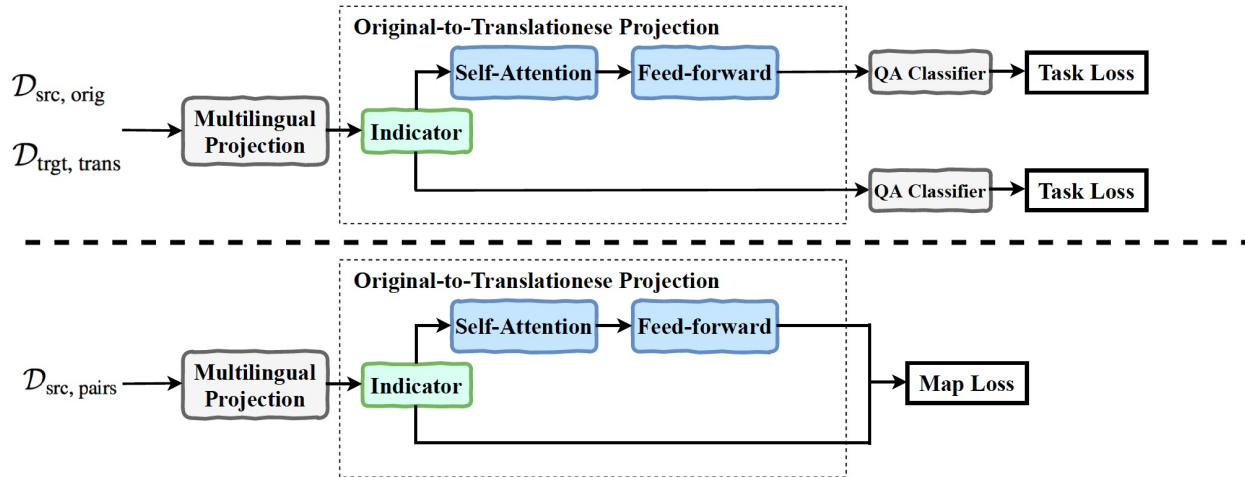 Original-to-Translationese Projection
Self-Attention
Feed-forward
QA Classifier
Task Loss
𝒟src, orig
𝒟trgt, trans
Multilingual
Projection
Indicator
QA Classifier
Task Loss
Original-to-Translationese Projection
Self-Attention
Feed-forward
𝒟src, pairs
Multilingual
Projection
Indicator
Map Loss